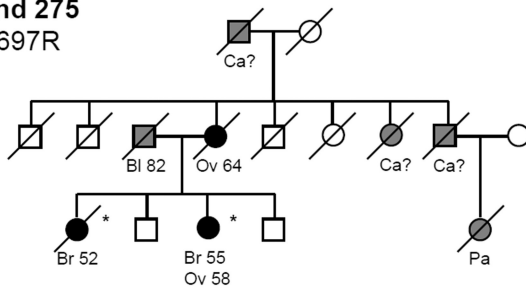 nd 275
697R
Ca?
Bl 82 Ov 64 Ca? Ca?
* *
Br 52 Br 55 Pa
Ov 58